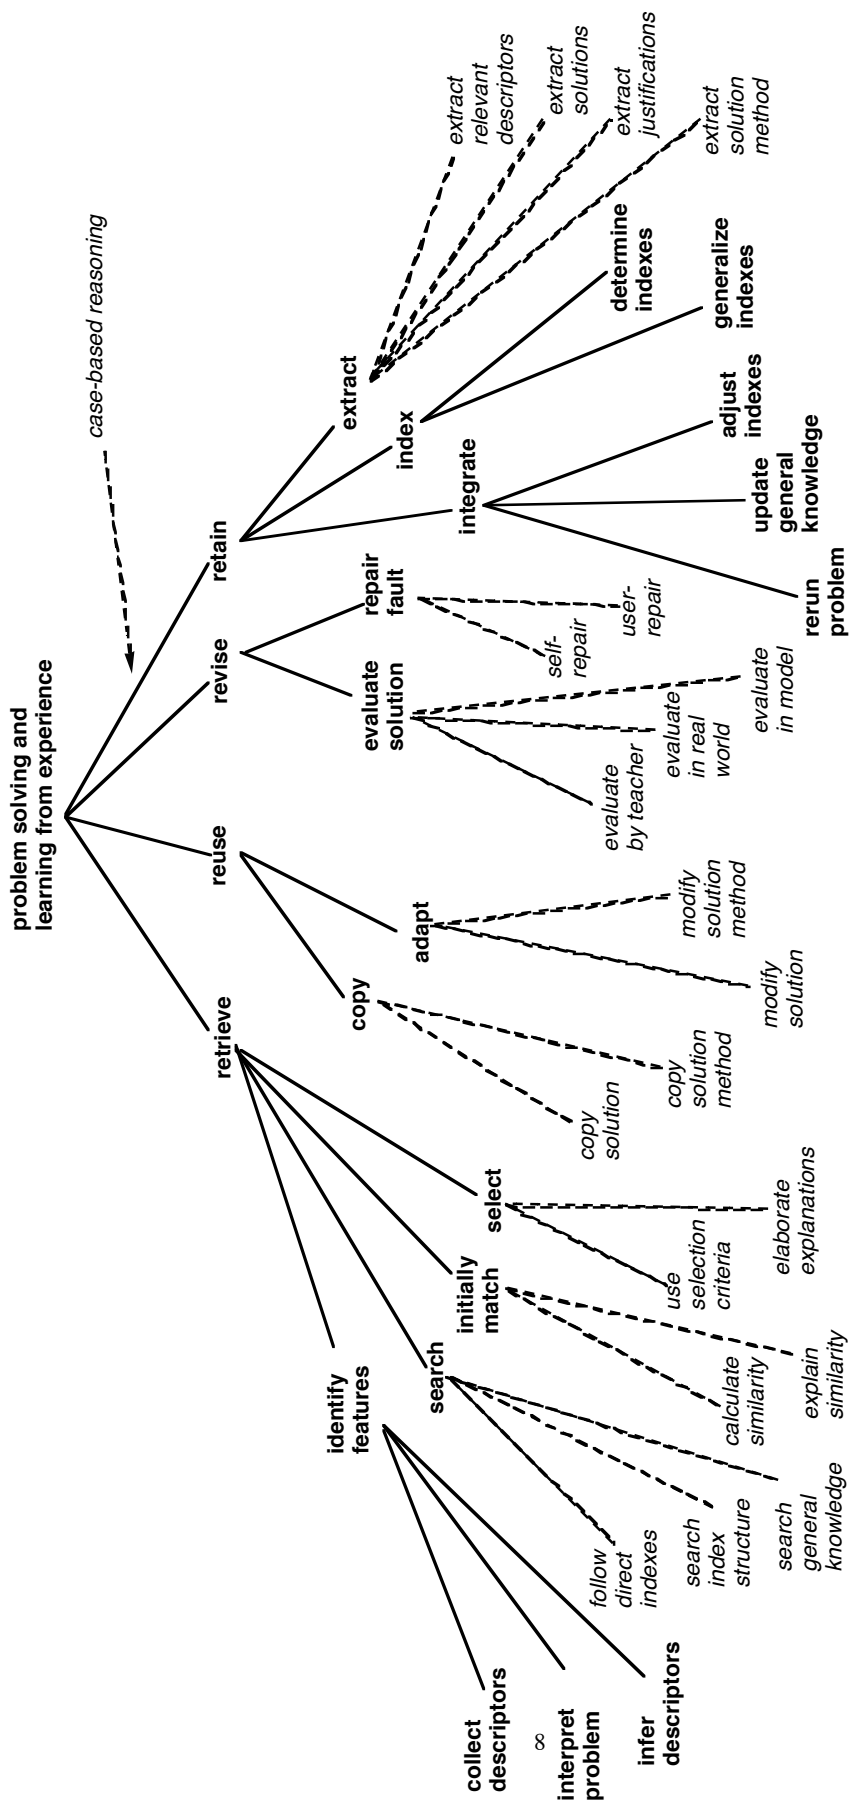 problem solving and
learning from experience
case-based reasoning
retrieve
reuse
revise
retain
identify
features
search
initially
match
select
copy
adapt
evaluate
solution
repair
fault
integrate
index
extract
collect
descriptors
interpret
problem
infer
descriptors
follow
direct
indexes
search
index
structure
search
general
knowledge
calculate
similarity
explain
similarity
use
selection
criteria
elaborate
explanations
copy
solution
copy
solution
method
modify
solution
modify
solution
method
evaluate
by teacher
evaluate
in real
world
evaluate
in model
self-
repair
user-
repair
rerun
problem
update
general
knowledge
adjust
indexes
generalize
indexes
determine
indexes
extract
relevant
descriptors
extract
solutions
extract
justifications
extract
solution
method
8